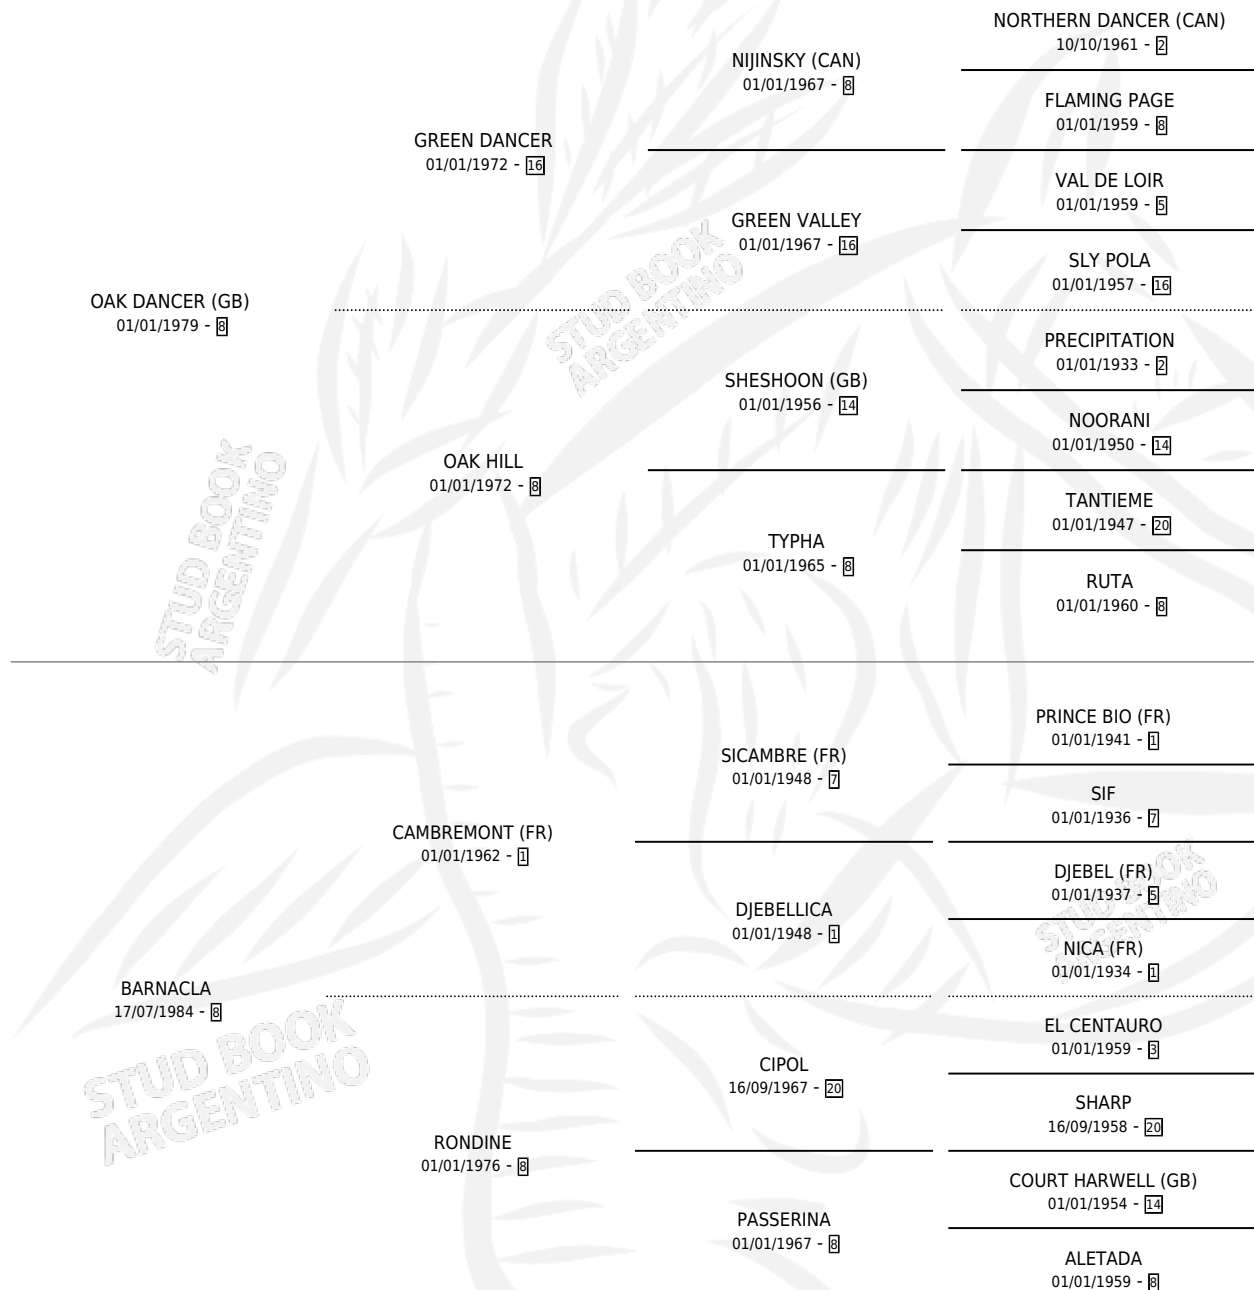 NORTHERN DANCER (CAN)
10/10/1961 - 2
NIJINSKY (CAN)
01/01/1967 - 8
FLAMING PAGE
01/01/1959 - 8
GREEN DANCER
01/01/1972 - 16
VAL DE LOIR
01/01/1959 - 5
GREEN VALLEY
01/01/1967 - 16
SLY POLA
01/01/1957 - 16
OAK DANCER (GB)
01/01/1979 - 8
PRECIPITATION
01/01/1933 - 2
SHESHOON (GB)
01/01/1956 - 14
NOORANI
01/01/1950 - 14
OAK HILL
01/01/1972 - 8
TANTIEME
01/01/1947 - 20
TYPHA
01/01/1965 - 8
RUTA
01/01/1960 - 8
STUD BOOK
ARGENTINO
STUD BOOK
ARGENTINO
PRINCE BIO (FR)
01/01/1941 - 1
SICAMBRE (FR)
01/01/1948 - 7
SIF
01/01/1936 - 7
CAMBREMONT (FR)
01/01/1962 - 1
DJEBEL (FR)
01/01/1937 - 5
DJEBELLICA
01/01/1948 - 1
NICA (FR)
01/01/1934 - 1
STUD BOOK
ARGENTINO
BARNACLA
17/07/1984 - 8
STUD BOOK
ARGENTINO
EL CENTAURO
01/01/1959 - 3
CIPOL
16/09/1967 - 20
SHARP
16/09/1958 - 20
RONDINE
01/01/1976 - 8
COURT HARWELL (GB)
01/01/1954 - 14
PASSERINA
01/01/1967 - 8
ALETADA
01/01/1959 - 8